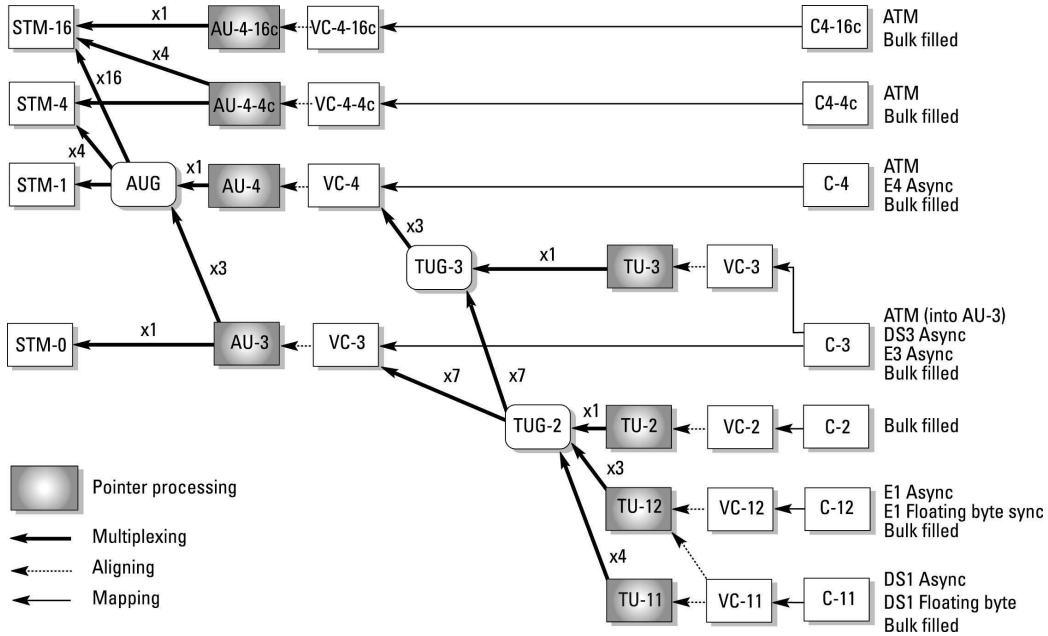 STM-16
x1
AU-4-16c
VC-4-16c
C4-16c
ATM
Bulk filled
x4
x16
STM-4
AU-4-4c
VC-4-4c
C4-4c
ATM
Bulk filled
x4
STM-1
AUG
x1
AU-4
VC-4
C-4
ATM
E4 Async
Bulk filled
x3
TUG-3
x1
TU-3
VC-3
x3
STM-0
x1
AU-3
VC-3
C-3
ATM (into AU-3)
DS3 Async
E3 Async
Bulk filled
x7
x7
TUG-2
x1
TU-2
VC-2
C-2
Bulk filled
x3
TU-12
VC-12
C-12
E1 Async
E1 Floating byte sync
Bulk filled
x4
TU-11
VC-11
C-11
DS1 Async
DS1 Floating byte
Bulk filled
Pointer processing
Multiplexing
Aligning
Mapping